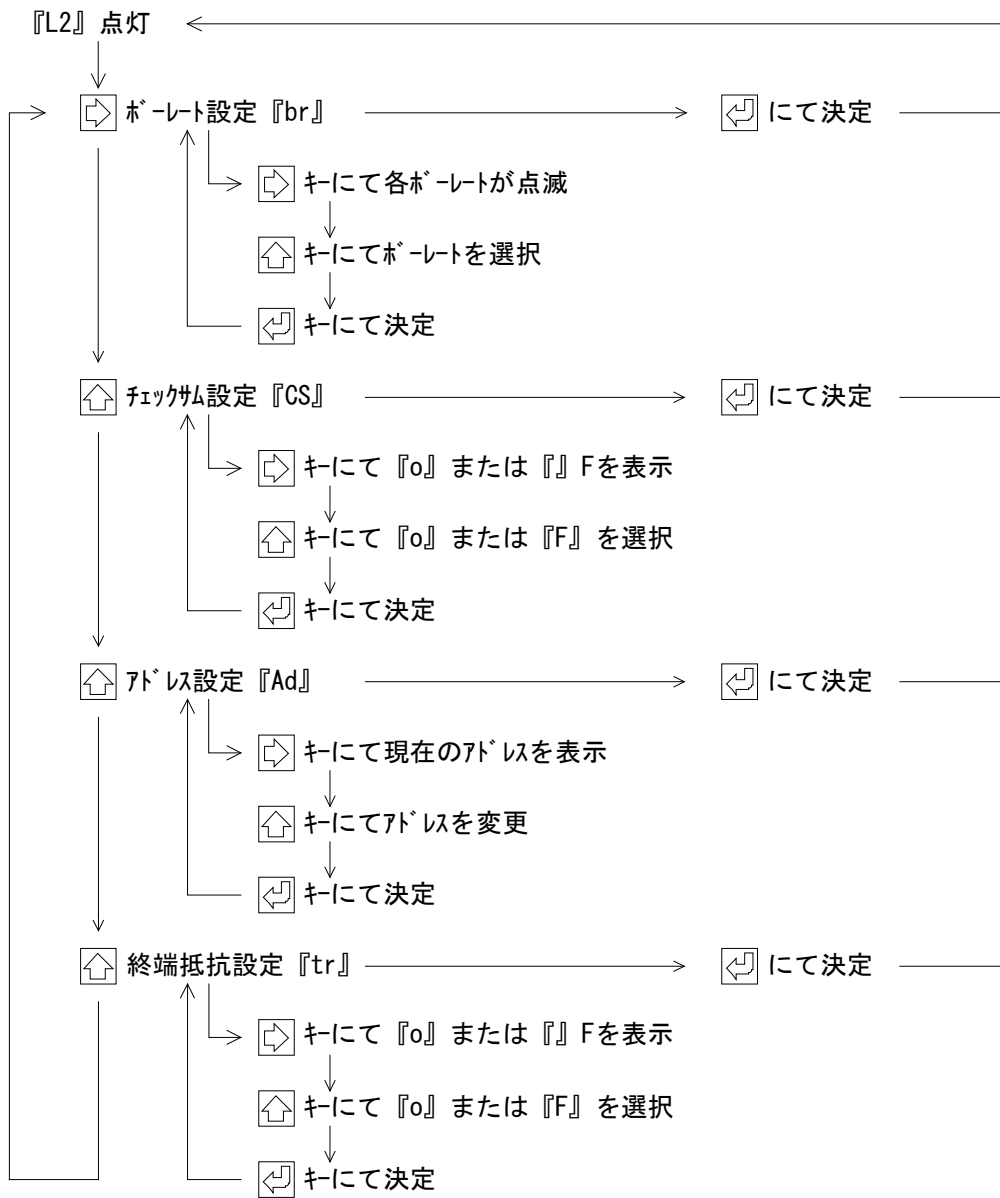 『L2』点灯
ﾎﾞｰﾚｰﾄ設定『br』 にて決定
ｷｰにて各ﾎﾞｰﾚｰﾄが点滅
ｷｰにてﾎﾞｰﾚｰﾄを選択
ｷｰにて決定
ﾁｪｯｸｻﾑ設定『CS』 にて決定
ｷｰにて『o』または『』Fを表示
ｷｰにて『o』または『F』を選択
ｷｰにて決定
ｱﾄﾞﾚｽ設定『Ad』 にて決定
ｷｰにて現在のｱﾄﾞﾚｽを表示
ｷｰにてｱﾄﾞﾚｽを変更
ｷｰにて決定
終端抵抗設定『tr』 にて決定
ｷｰにて『o』または『』Fを表示
ｷｰにて『o』または『F』を選択
ｷｰにて決定